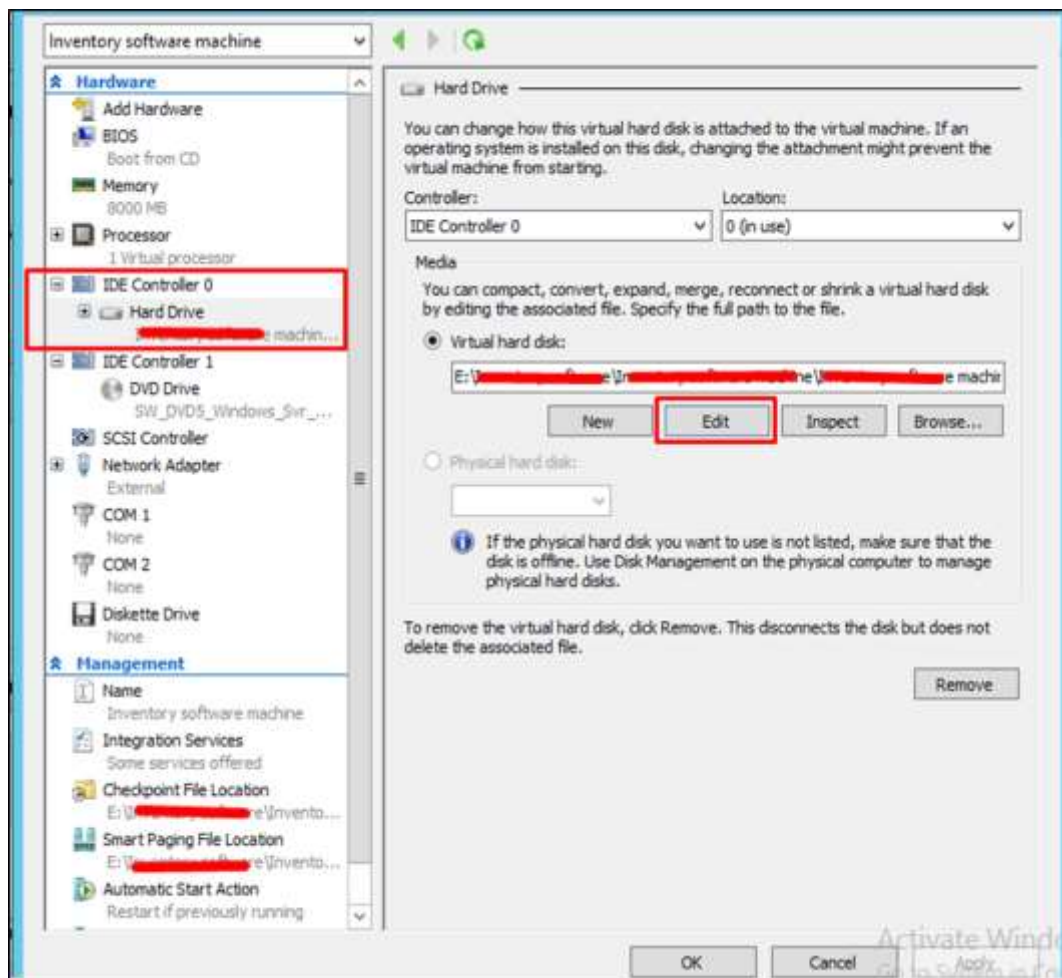 Inventory software machine
Hardware
Add Hardware
BIOS
Boot from CD
Memory
8000 MB
Processor
1 Virtual processor
IDE Controller 0
Hard Drive
machin...
IDE Controller 1
DVD Drive
SW_DVD5_Windows_Svr_...
SCSI Controller
Network Adapter
External
COM 1
None
COM 2
None
Diskette Drive
None
Management
Name
Inventory software machine
Integration Services
Some services offered
Checkpoint File Location
E:\I re\Invento...
Smart Paging File Location
E:\ re\Invento...
Automatic Start Action
Restart if previously running
Hard Drive
You can change how this virtual hard disk is attached to the virtual machine. If an
operating system is installed on this disk, changing the attachment might prevent the
virtual machine from starting.
Controller:
Location:
IDE Controller 0
0 (in use)
Media
You can compact, convert, expand, merge, reconnect or shrink a virtual hard disk
by editing the associated file. Specify the full path to the file.
Virtual hard disk:
E:\ e\In ne\ e machin
New Edit Inspect Browse...
Physical hard disk:
If the physical hard disk you want to use is not listed, make sure that the
disk is offline. Use Disk Management on the physical computer to manage
physical hard disks.
To remove the virtual hard disk, click Remove. This disconnects the disk but does not
delete the associated file.
Remove
Activate Windo
OK Cancel Apply